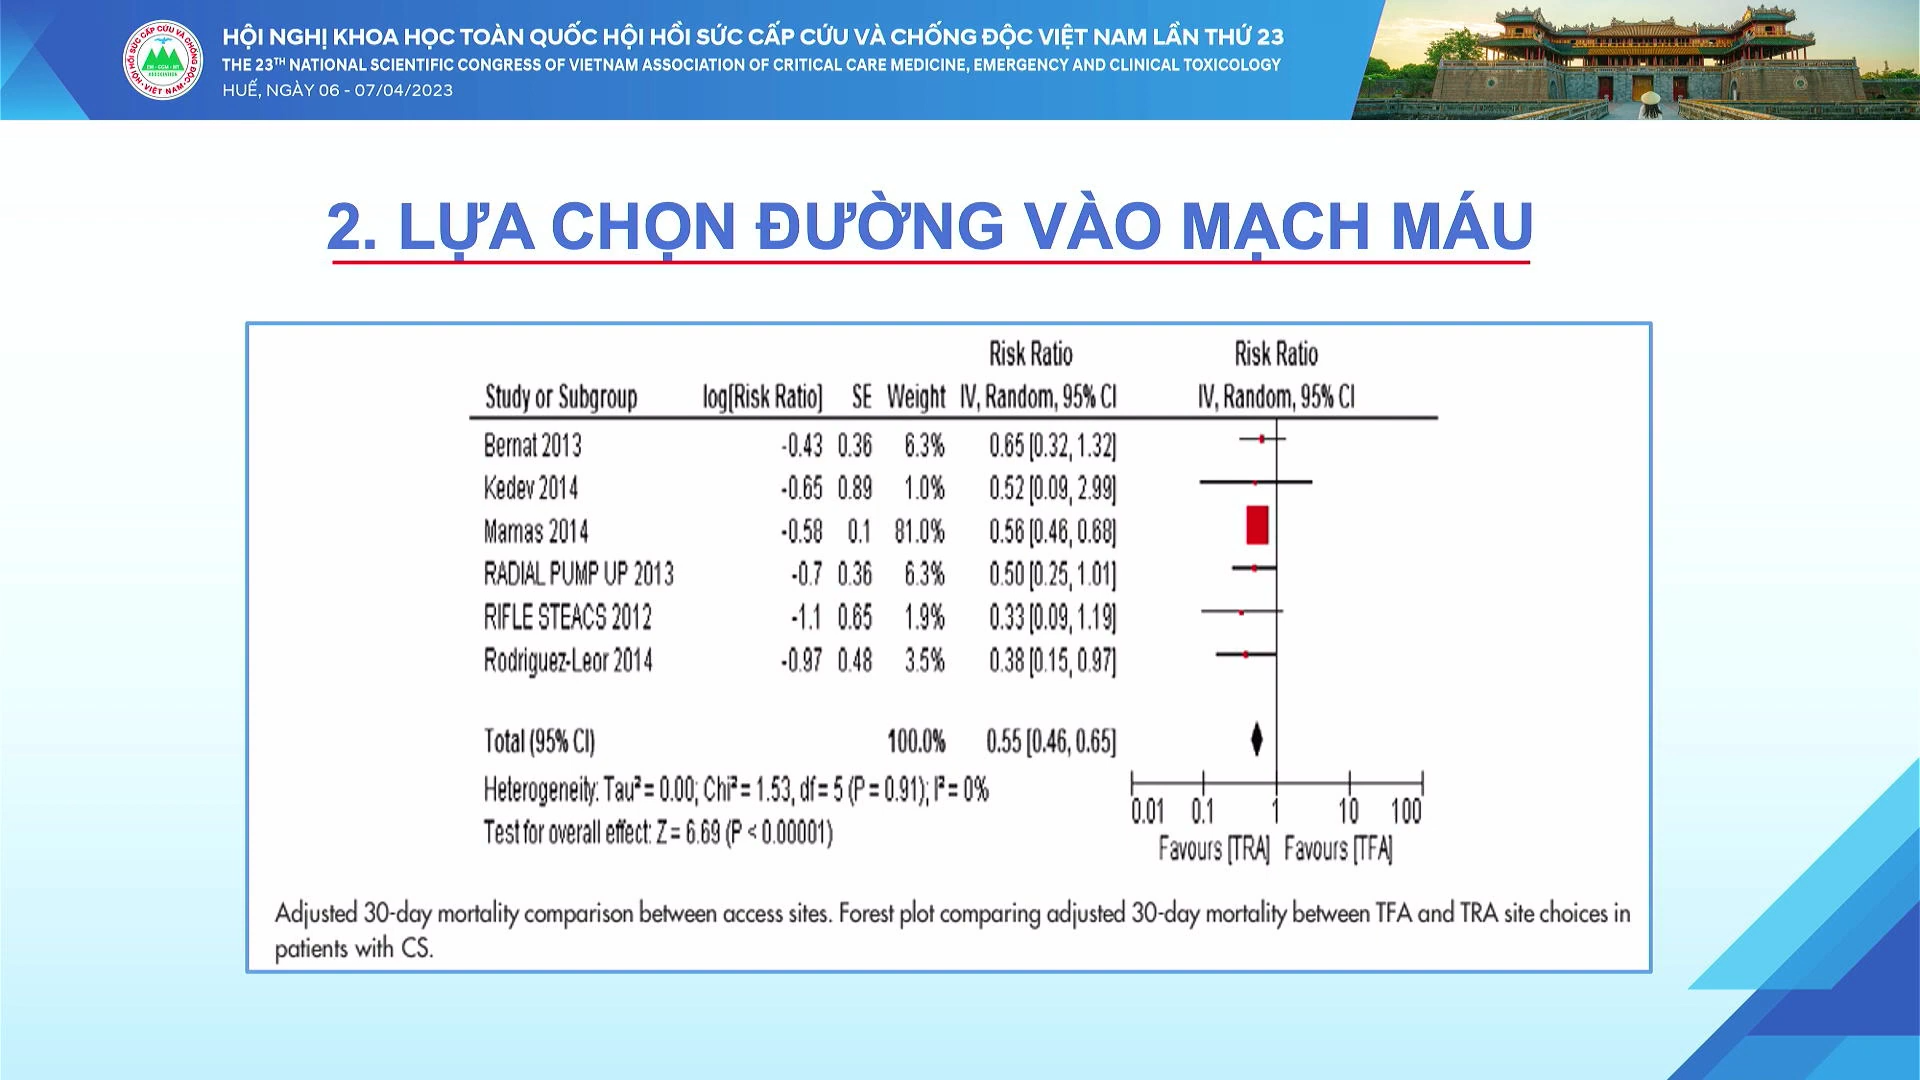 HỘI NGHỊ KHOA HỌC TOÀN QUỐC HỘI HỒI SỨC CẤP CỨU VÀ CHỐNG ĐỘC VIỆT NAM LẦN THỨ 23
THE 23TH NATIONAL SCIENTIFIC CONGRESS OF VIETNAM ASSOCIATION OF CRITICAL CARE MEDICINE, EMERGENCY AND CLINICAL TOXICOLOGY
HUẾ, NGÀY 06 - 07/04/2023
HỘI HỒI SỨC CẤP CỨU VÀ CHỐNG ĐỘC
ASSOCIATION
VIỆT NAM
2. LỰA CHỌN ĐƯỜNG VÀO MẠCH MÁU
Risk Ratio Risk Ratio
Study or Subgroup log[Risk Ratio] SE Weight IV, Random, 95% CI IV, Random, 95% CI
Bernat 2013 -0.43 0.36 6.3% 0.65 [0.32, 1.32]
Kedev 2014 -0.65 0.89 1.0% 0.52 [0.09, 2.99]
Mamas 2014 -0.58 0.1 81.0% 0.56 [0.46, 0.68]
RADIAL PUMP UP 2013 -0.7 0.36 6.3% 0.50 [0.25, 1.01]
RIFLE STEACS 2012 -1.1 0.65 1.9% 0.33 [0.09, 1.19]
Rodriguez-Leor 2014 -0.97 0.48 3.5% 0.38 [0.15, 0.97]
Total (95% CI) 100.0% 0.55 [0.46, 0.65]
Heterogeneity: Tau² = 0.00; Chi² = 1.53, df = 5 (P = 0.91); I² = 0%
Test for overall effect: Z = 6.69 (P < 0.00001)
0.01 0.1 1 10 100
Favours [TRA] Favours [TFA]
Adjusted 30-day mortality comparison between access sites. Forest plot comparing adjusted 30-day mortality between TFA and TRA site choices in
patients with CS.